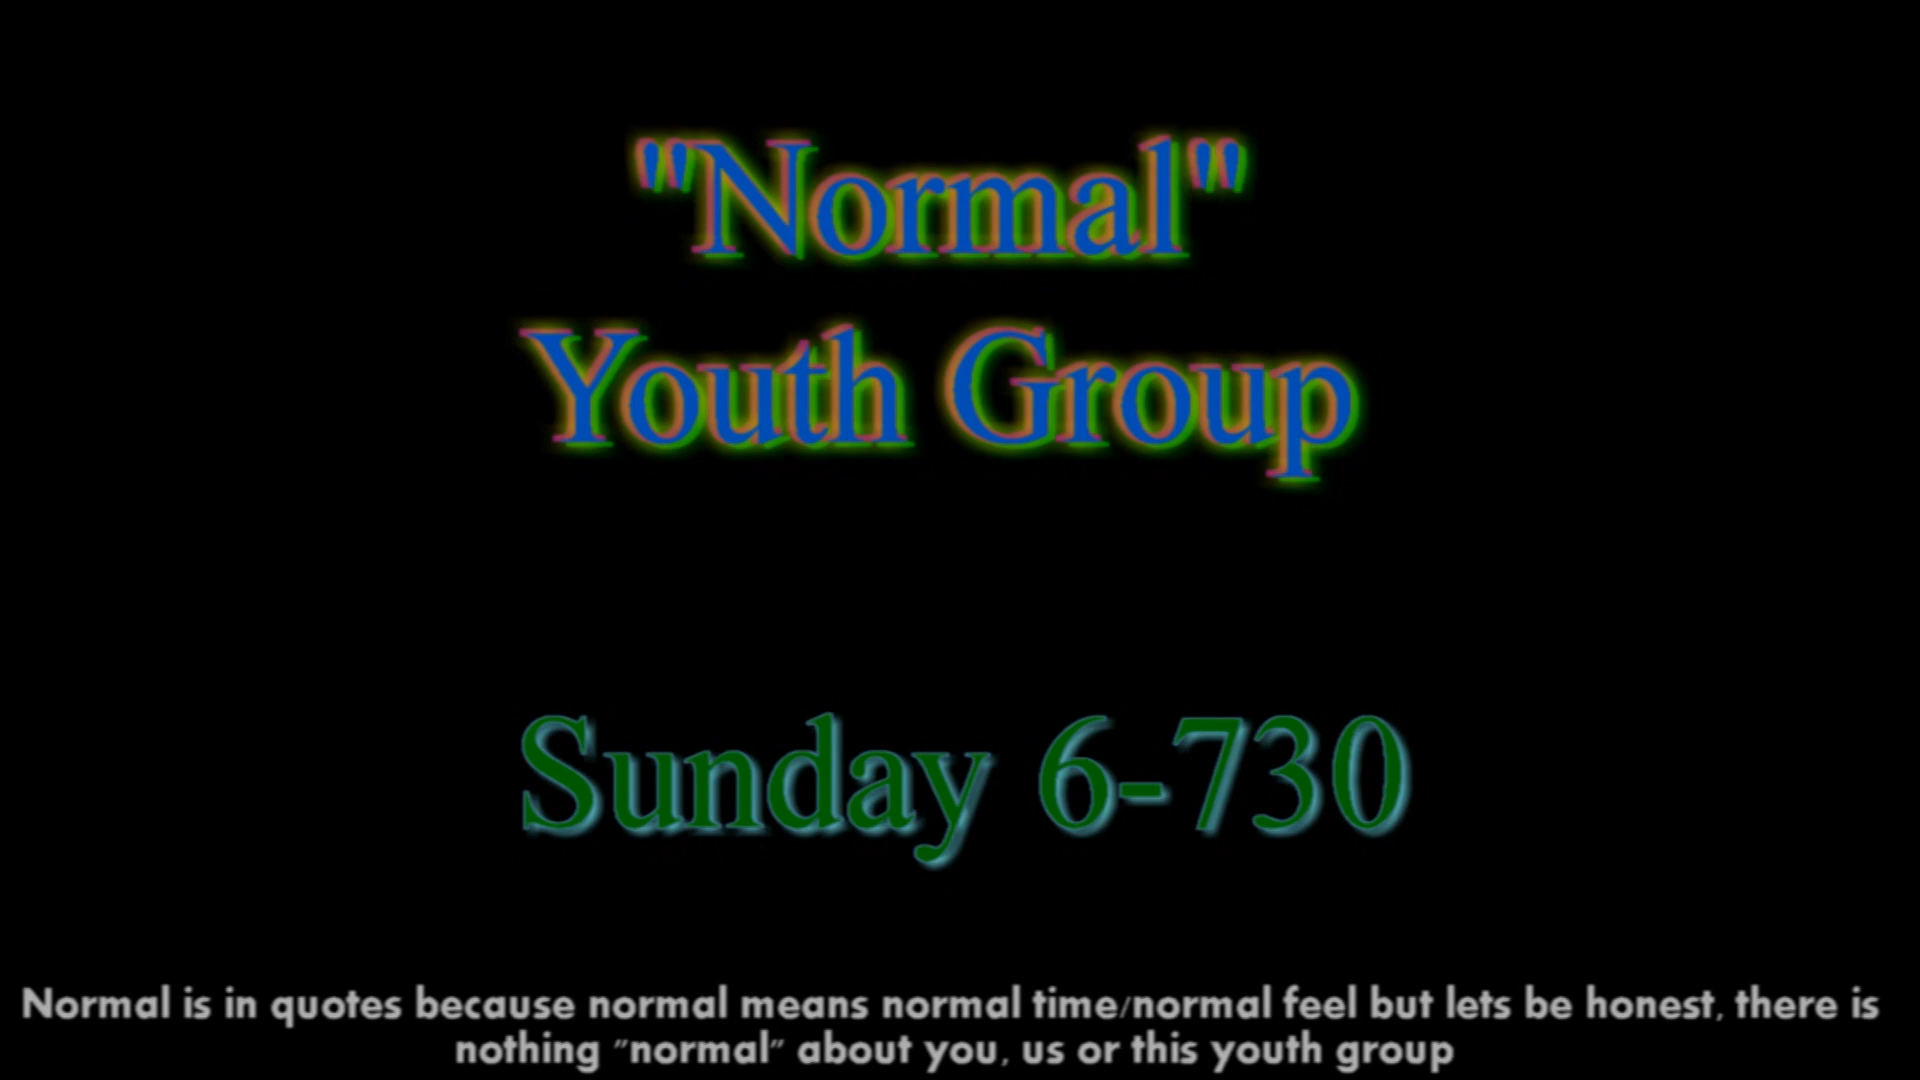 "Normal"
Youth Group
Sunday 6-730
Normal is in quotes because normal means normal time/normal feel but lets be honest, there is
nothing "normal" about you, us or this youth group